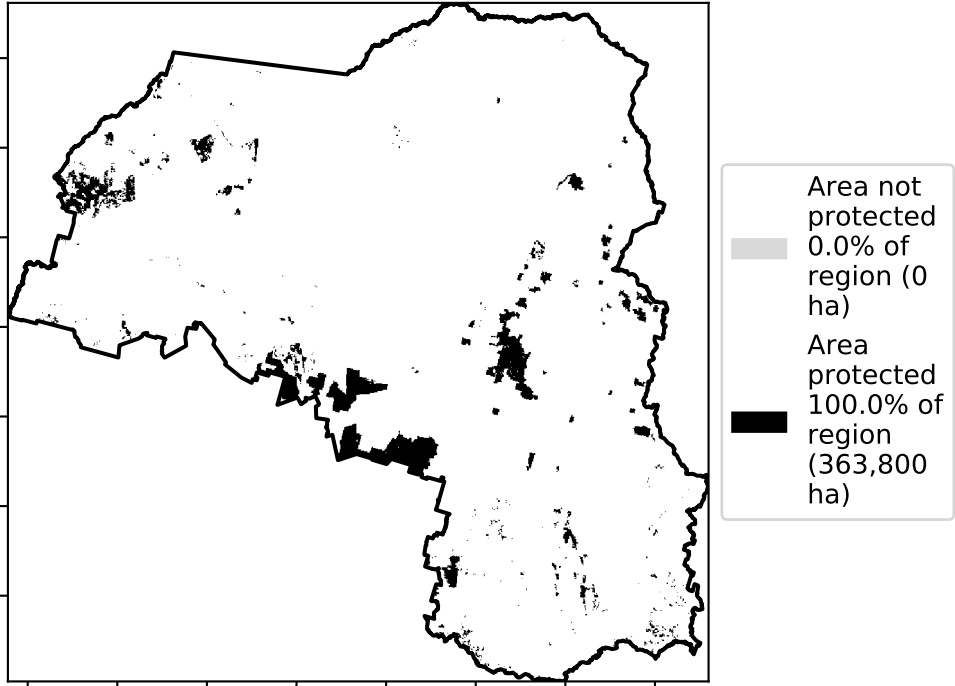 Area not
protected
0.0% of
region (0
ha)
Area
protected
100.0% of
region
(363,800
ha)